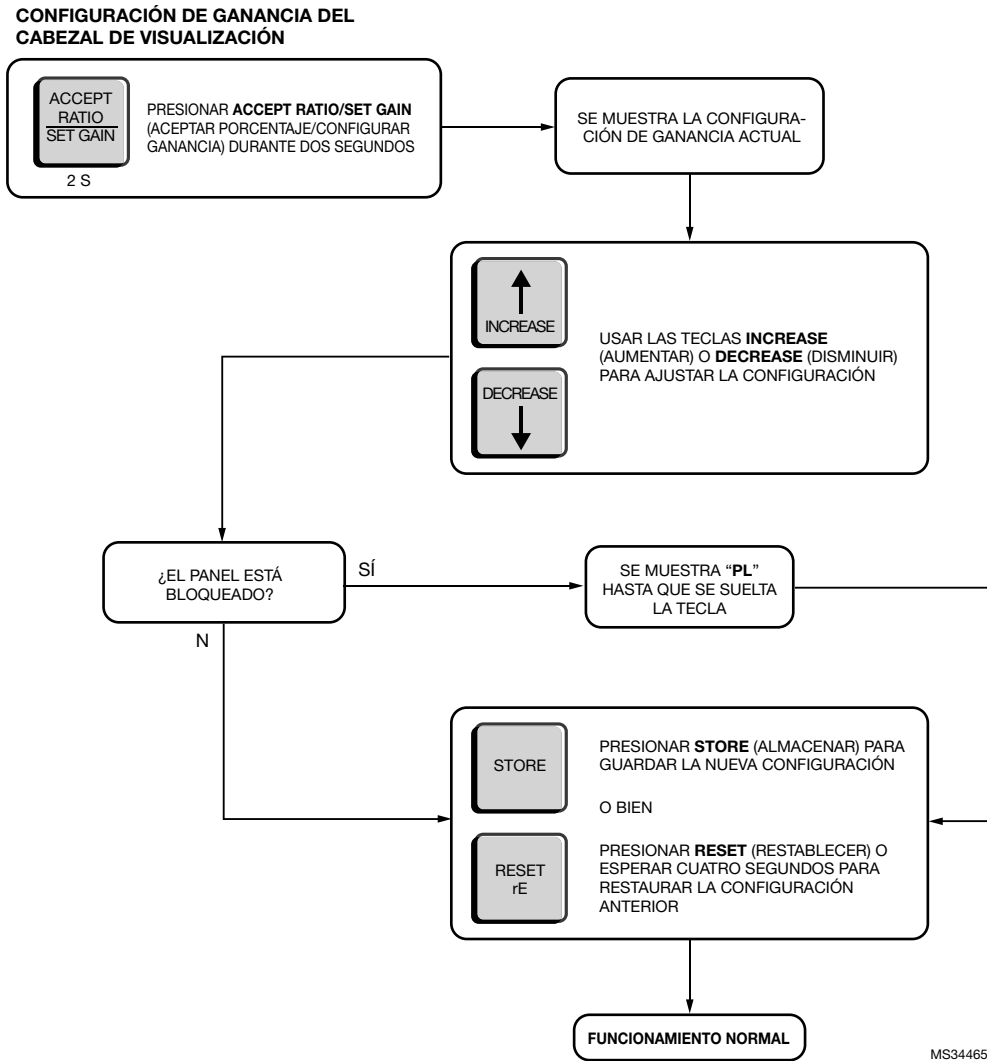 CONFIGURACIÓN DE GANANCIA DEL
CABEZAL DE VISUALIZACIÓN
ACCEPT
RATIO
SET GAIN
2 S
PRESIONAR ACCEPT RATIO/SET GAIN
(ACEPTAR PORCENTAJE/CONFIGURAR
GANANCIA) DURANTE DOS SEGUNDOS
SE MUESTRA LA CONFIGURA-
CIÓN DE GANANCIA ACTUAL
INCREASE
DECREASE
USAR LAS TECLAS INCREASE
(AUMENTAR) O DECREASE (DISMINUIR)
PARA AJUSTAR LA CONFIGURACIÓN
¿EL PANEL ESTÁ
BLOQUEADO?
SÍ
N
SE MUESTRA “PL”
HASTA QUE SE SUELTA
LA TECLA
STORE
PRESIONAR STORE (ALMACENAR) PARA
GUARDAR LA NUEVA CONFIGURACIÓN
O BIEN
RESET
rE
PRESIONAR RESET (RESTABLECER) O
ESPERAR CUATRO SEGUNDOS PARA
RESTAURAR LA CONFIGURACIÓN
ANTERIOR
FUNCIONAMIENTO NORMAL
MS34465